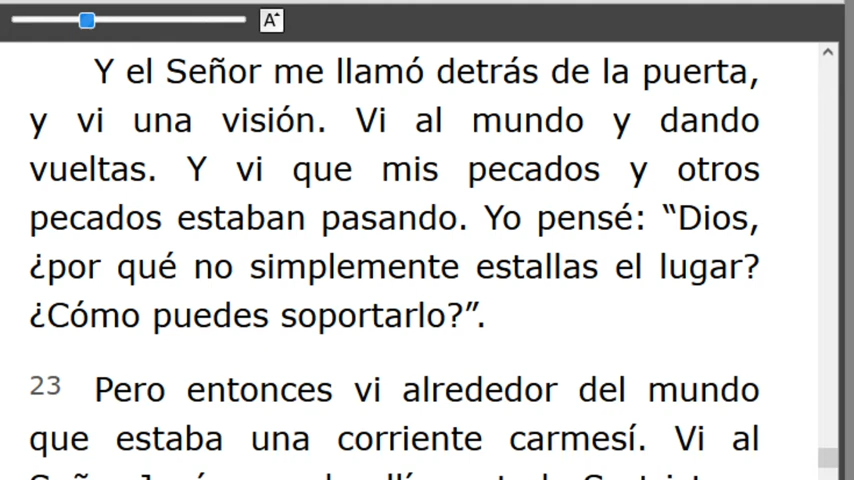 A
Y el Señor me llamó detrás de la puerta,
y vi una visión. Vi al mundo y dando
vueltas. Y vi que mis pecados y otros
pecados estaban pasando. Yo pensé: “Dios,
¿por qué no simplemente estallas el lugar?
¿Cómo puedes soportarlo?”.
23 Pero entonces vi alrededor del mundo
que estaba una corriente carmesí. Vi al